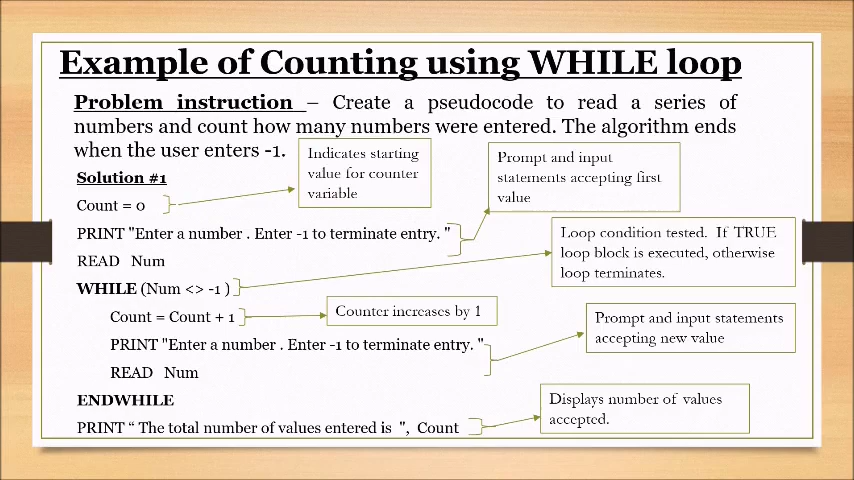 Example of Counting using WHILE loop
Problem instruction – Create a pseudocode to read a series of
numbers and count how many numbers were entered. The algorithm ends
when the user enters -1.
Indicates starting
value for counter
variable
Prompt and input
statements accepting first
value
Solution #1
Count = 0
PRINT "Enter a number . Enter -1 to terminate entry. "
READ Num
Loop condition tested. If TRUE
loop block is executed, otherwise
loop terminates.
WHILE (Num <> -1 )
Count = Count + 1
Counter increases by 1
Prompt and input statements
accepting new value
PRINT "Enter a number . Enter -1 to terminate entry. "
READ Num
ENDWHILE
Displays number of values
accepted.
PRINT “ The total number of values entered is ", Count